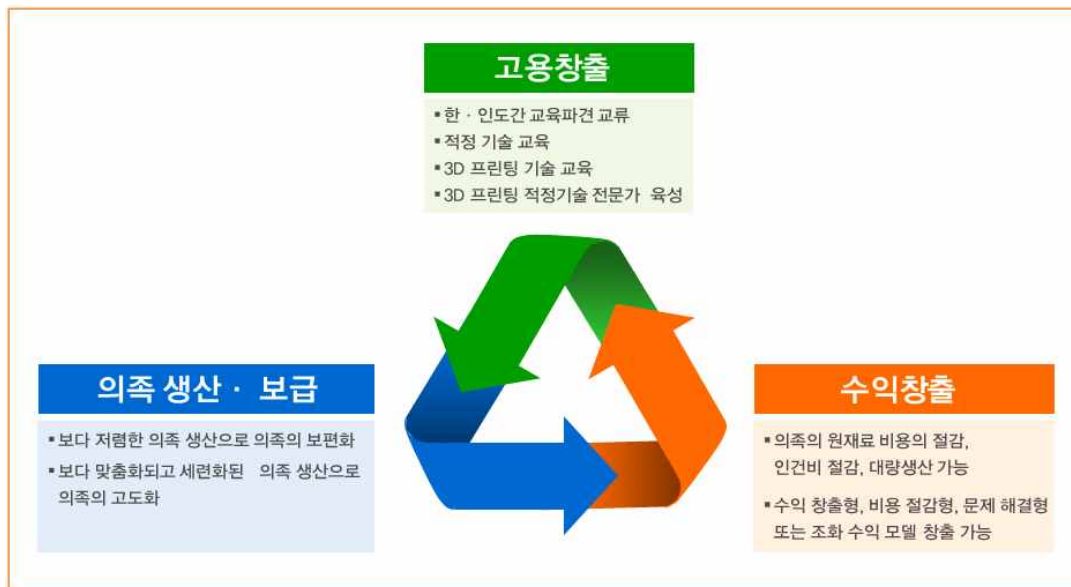 고용창출
▪ 한 · 인도간 교육파견 교류
▪ 적정 기술 교육
▪ 3D 프린팅 기술 교육
▪ 3D 프린팅 적정기술 전문가 육성
의족 생산 · 보급
▪ 보다 저렴한 의족 생산으로 의족의 보편화
▪ 보다 맞춤화되고 세련화된 의족 생산으로
의족의 고도화
수익창출
▪ 의족의 원재료 비용의 절감,
인건비 절감, 대량생산 가능
▪ 수익 창출형, 비용 절감형, 문제 해결형
또는 조화 수익 모델 창출 가능